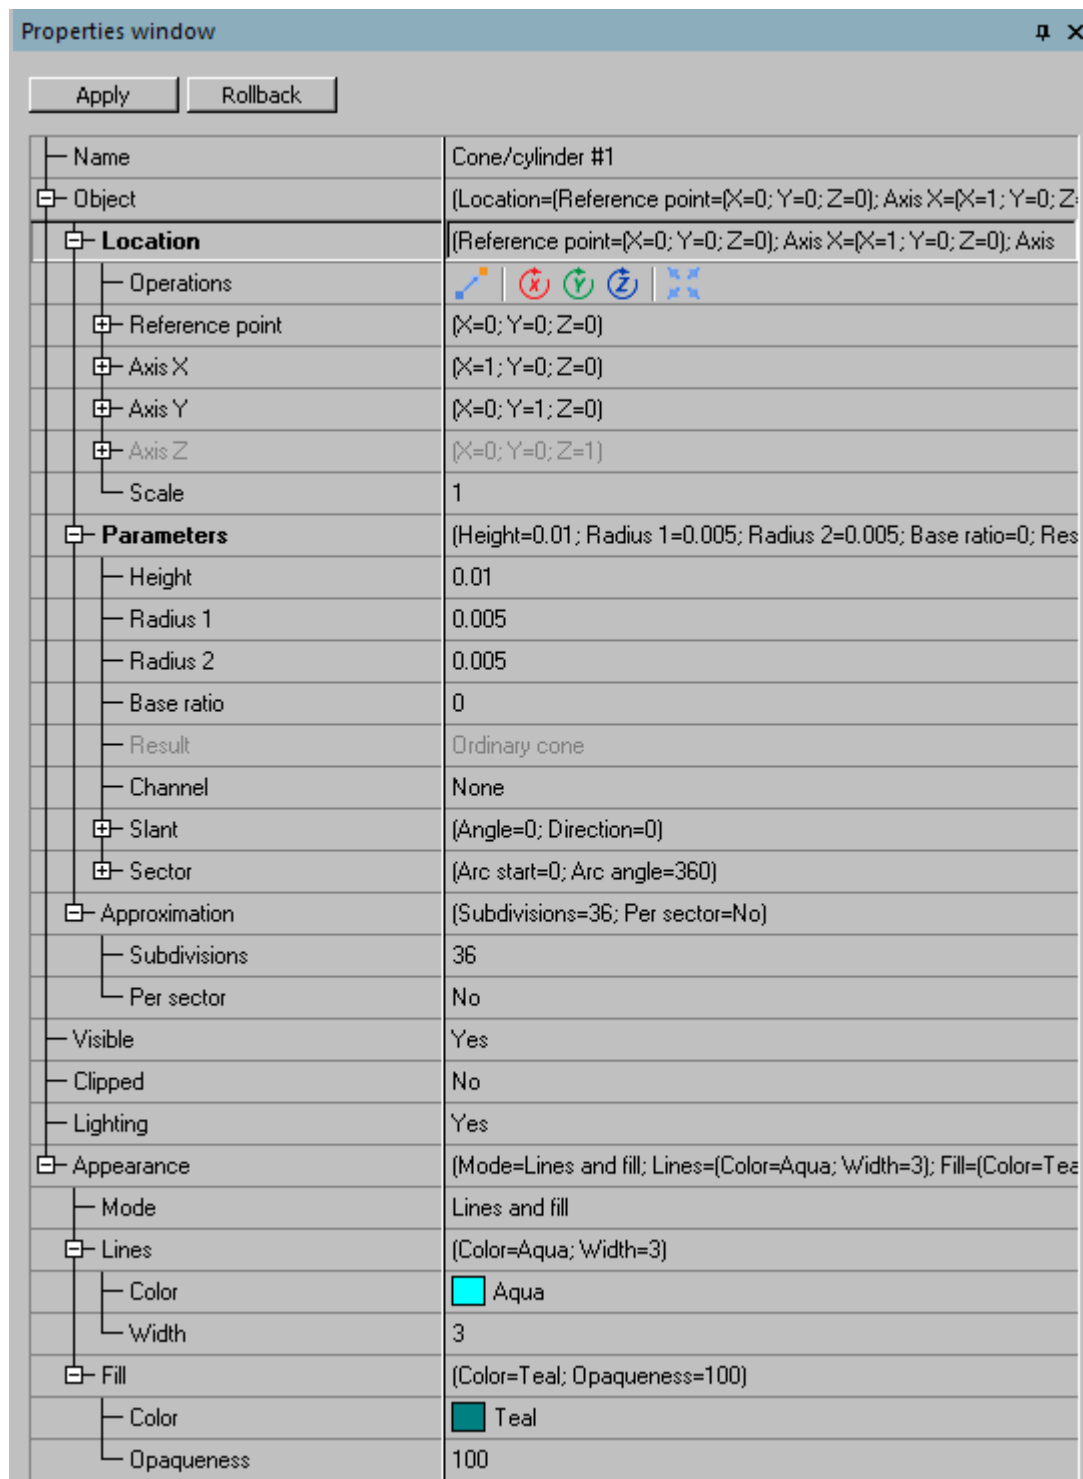 Properties window
Apply Rollback
Name Cone/cylinder #1
Object (Location=(Reference point=(X=0; Y=0; Z=0); Axis X=(X=1; Y=0; Z=
Location (Reference point=(X=0; Y=0; Z=0); Axis X=(X=1; Y=0; Z=0); Axis
Operations X Y Z
Reference point (X=0; Y=0; Z=0)
Axis X (X=1; Y=0; Z=0)
Axis Y (X=0; Y=1; Z=0)
Axis Z (X=0; Y=0; Z=1)
Scale 1
Parameters (Height=0.01; Radius 1=0.005; Radius 2=0.005; Base ratio=0; Res
Height 0.01
Radius 1 0.005
Radius 2 0.005
Base ratio 0
Result Ordinary cone
Channel None
Slant (Angle=0; Direction=0)
Sector (Arc start=0; Arc angle=360)
Approximation (Subdivisions=36; Per sector=No)
Subdivisions 36
Per sector No
Visible Yes
Clipped No
Lighting Yes
Appearance (Mode=Lines and fill; Lines=(Color=Aqua; Width=3); Fill=(Color=Tea
Mode Lines and fill
Lines (Color=Aqua; Width=3)
Color Aqua
Width 3
Fill (Color=Teal; Opaqueness=100)
Color Teal
Opaqueness 100